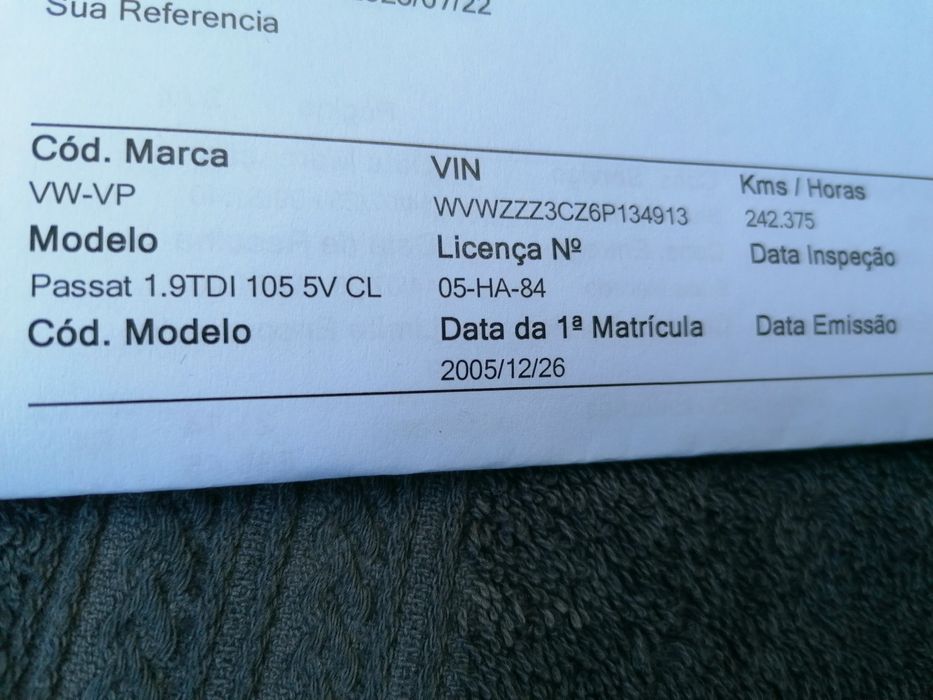 Sua Referencia
Cód. Marca
VW-VP
Modelo
Passat 1.9TDI 105 5V CL
Cód. Modelo
VIN
WVWZZZ3CZ6P134913
Licença Nº
05-HA-84
Data da 1ª Matrícula
2005/12/26
Kms / Horas
242.375
Data Inspeção
Data Emissão